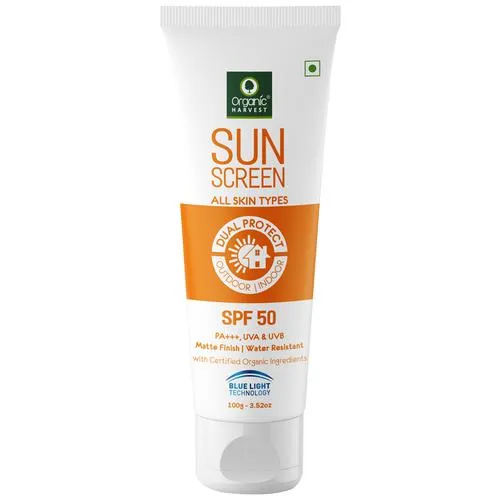 Organic®
HARVEST
SUN
SCREEN
ALL SKIN TYPES
DUAL PROTECT
OUTDOOR | INDOOR
SPF 50
PA+++, UVA & UVB
Matte Finish | Water Resistant
with Certified Organic Ingredients
BLUE LIGHT
TECHNOLOGY
100g - 3.52oz